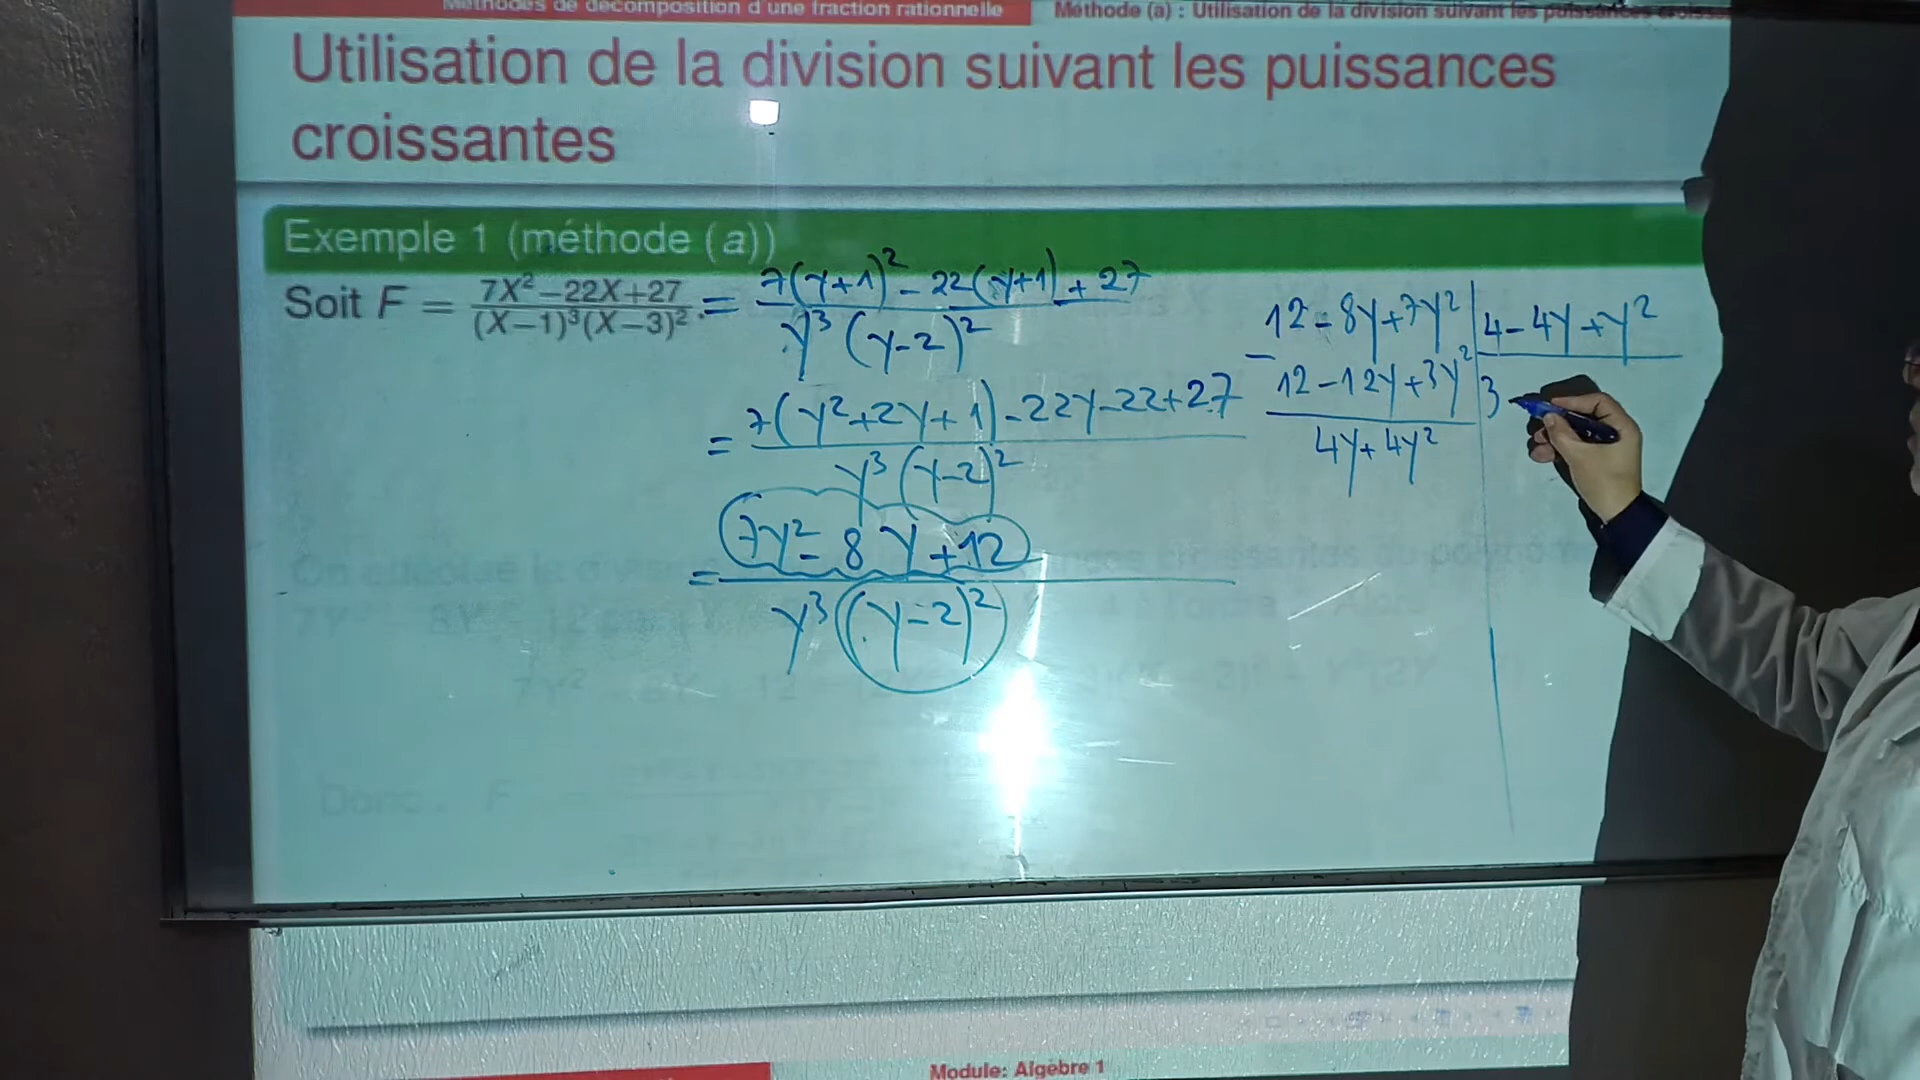 Méthodes de décomposition d'une fraction rationnelle
Méthode (a) : Utilisation de la division suivant les puissances
Utilisation de la division suivant les puissances
croissantes
Exemple 1 (méthode (a))
Soit F = (7X² − 22X + 27) / ((X − 1)³(X − 3)²) = (7(y+1)² − 22(y+1) + 27) / (y³(y−2)²)
= (7(y²+2y+1) − 22y − 22 + 27) / (y³(y−2)²)
= (7y² − 8y + 12) / (y³(y−2)²)
12 − 8y + 7y² | 4 − 4y + y²
− 12 − 12y + 3y² | 3
4y + 4y²
Donc. F
Module: Algèbre 1